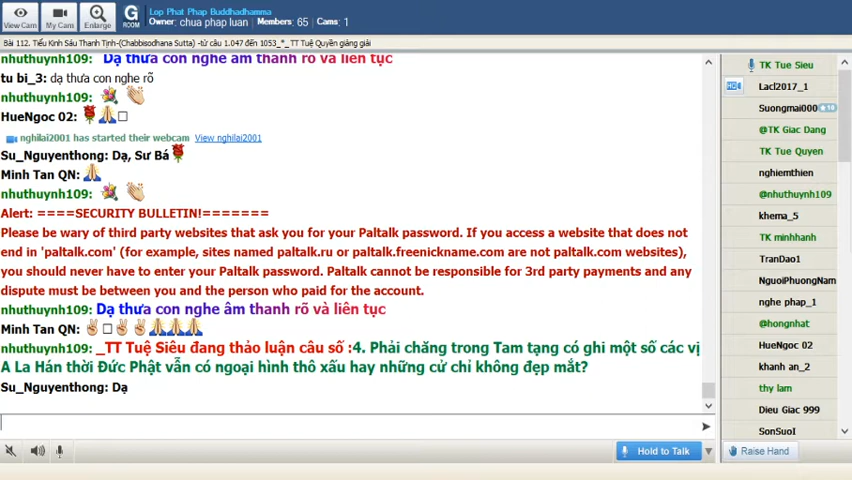 Lop Phat Phap Buddhadhamma
Owner: chua phap luan Members: 65 Cams: 1
View Cam
My Cam
Enlarge
G
ROOM
Bài 112. Tiểu Kinh Sáu Thanh Tịnh-(Chabbisodhana Sutta) -từ câu 1.047 đến 1053_*_ TT Tuệ Quyền giảng giải
nhuthuynh109: Dạ thưa con nghe âm thanh rõ và liên tục
tu bi_3: dạ thưa con nghe rõ
nhuthuynh109:
HueNgoc 02:
nghilai2001 has started their webcam View nghilai2001
Su_Nguyenthong: Dạ, Sư Bá
Minh Tan QN:
nhuthuynh109:
Alert: ====SECURITY BULLETIN!=======
Please be wary of third party websites that ask you for your Paltalk password. If you access a website that does not
end in 'paltalk.com' (for example, sites named paltalk.ru or paltalk.freenickname.com are not paltalk.com websites),
you should never have to enter your Paltalk password. Paltalk cannot be responsible for 3rd party payments and any
dispute must be between you and the person who paid for the account.
nhuthuynh109: Dạ thưa con nghe âm thanh rõ và liên tục
Minh Tan QN:
nhuthuynh109: _TT Tuệ Siêu đang thảo luận câu số :4. Phải chăng trong Tam tạng có ghi một số các vị
A La Hán thời Đức Phật vẫn có ngoại hình thô xấu hay những cử chỉ không đẹp mắt?
Su_Nguyenthong: Dạ
Hold to Talk
TK Tue Sieu
HD Lacl2017_1
Suongmai000
@TK Giac Dang
TK Tue Quyen
nghiemthien
@nhuthuynh109
khema_5
TK minhhanh
TranDao1
NguoiPhuongNam
nghe phap_1
@hongnhat
HueNgoc 02
khanh an_2
thy lam
Dieu Giac 999
SonSuoI
Raise Hand